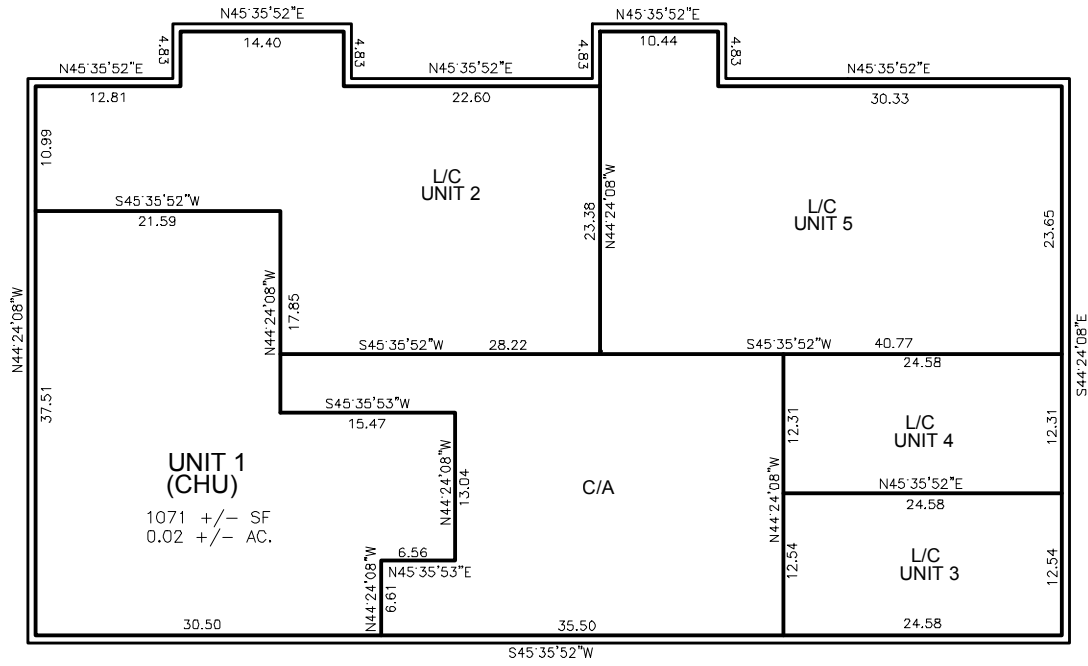 N45°35'52"E
14.40
4.83
4.83
N45°35'52"E
12.81
N45°35'52"E
22.60
4.83
N45°35'52"E
10.44
4.83
N45°35'52"E
30.33
10.99
S45°35'52"W
21.59
L/C
UNIT 2
23.38
N44°24'08"W
L/C
UNIT 5
23.65
N44°24'08"W
N44°24'08"W
17.85
S45°35'52"W
28.22
S45°35'52"W
40.77
24.58
S44°24'08"E
37.51
S45°35'53"W
15.47
N44°24'08"W
13.04
UNIT 1
(CHU)
1071 +/- SF
0.02 +/- AC.
C/A
12.31
L/C
UNIT 4
12.31
N44°24'08"W
N45°35'52"E
24.58
6.56
N45°35'53"E
N44°24'08"W
6.61
12.54
L/C
UNIT 3
12.54
30.50
35.50
24.58
S45°35'52"W